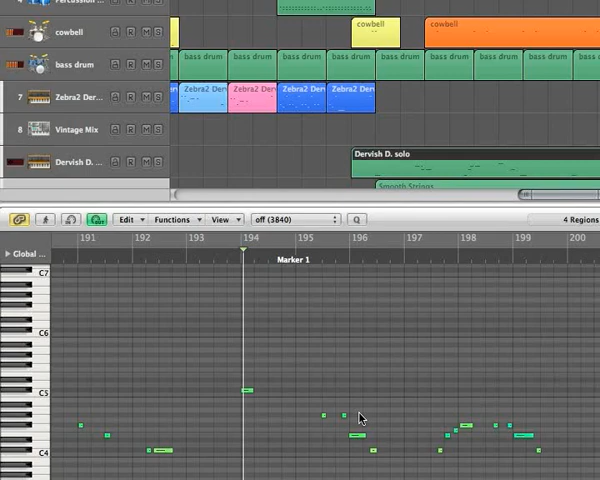 4 Percussion ...
cowbell
cowbell
cowbell
bass drum
bass drum bass drum bass drum bass drum bass drum bass drum bass drum bass drum
7 Zebra2 Der...
Zebra2 Der Zebra2 Der Zebra2 Der Zebra2 Der
8 Vintage Mix
Dervish D. ...
Dervish D. solo
Smooth Strings
Edit Functions View off (3840) Q 4 Regions
191 192 193 194 195 196 197 198 199 200
Global ...
Marker 1
C7
C6
C5
C4